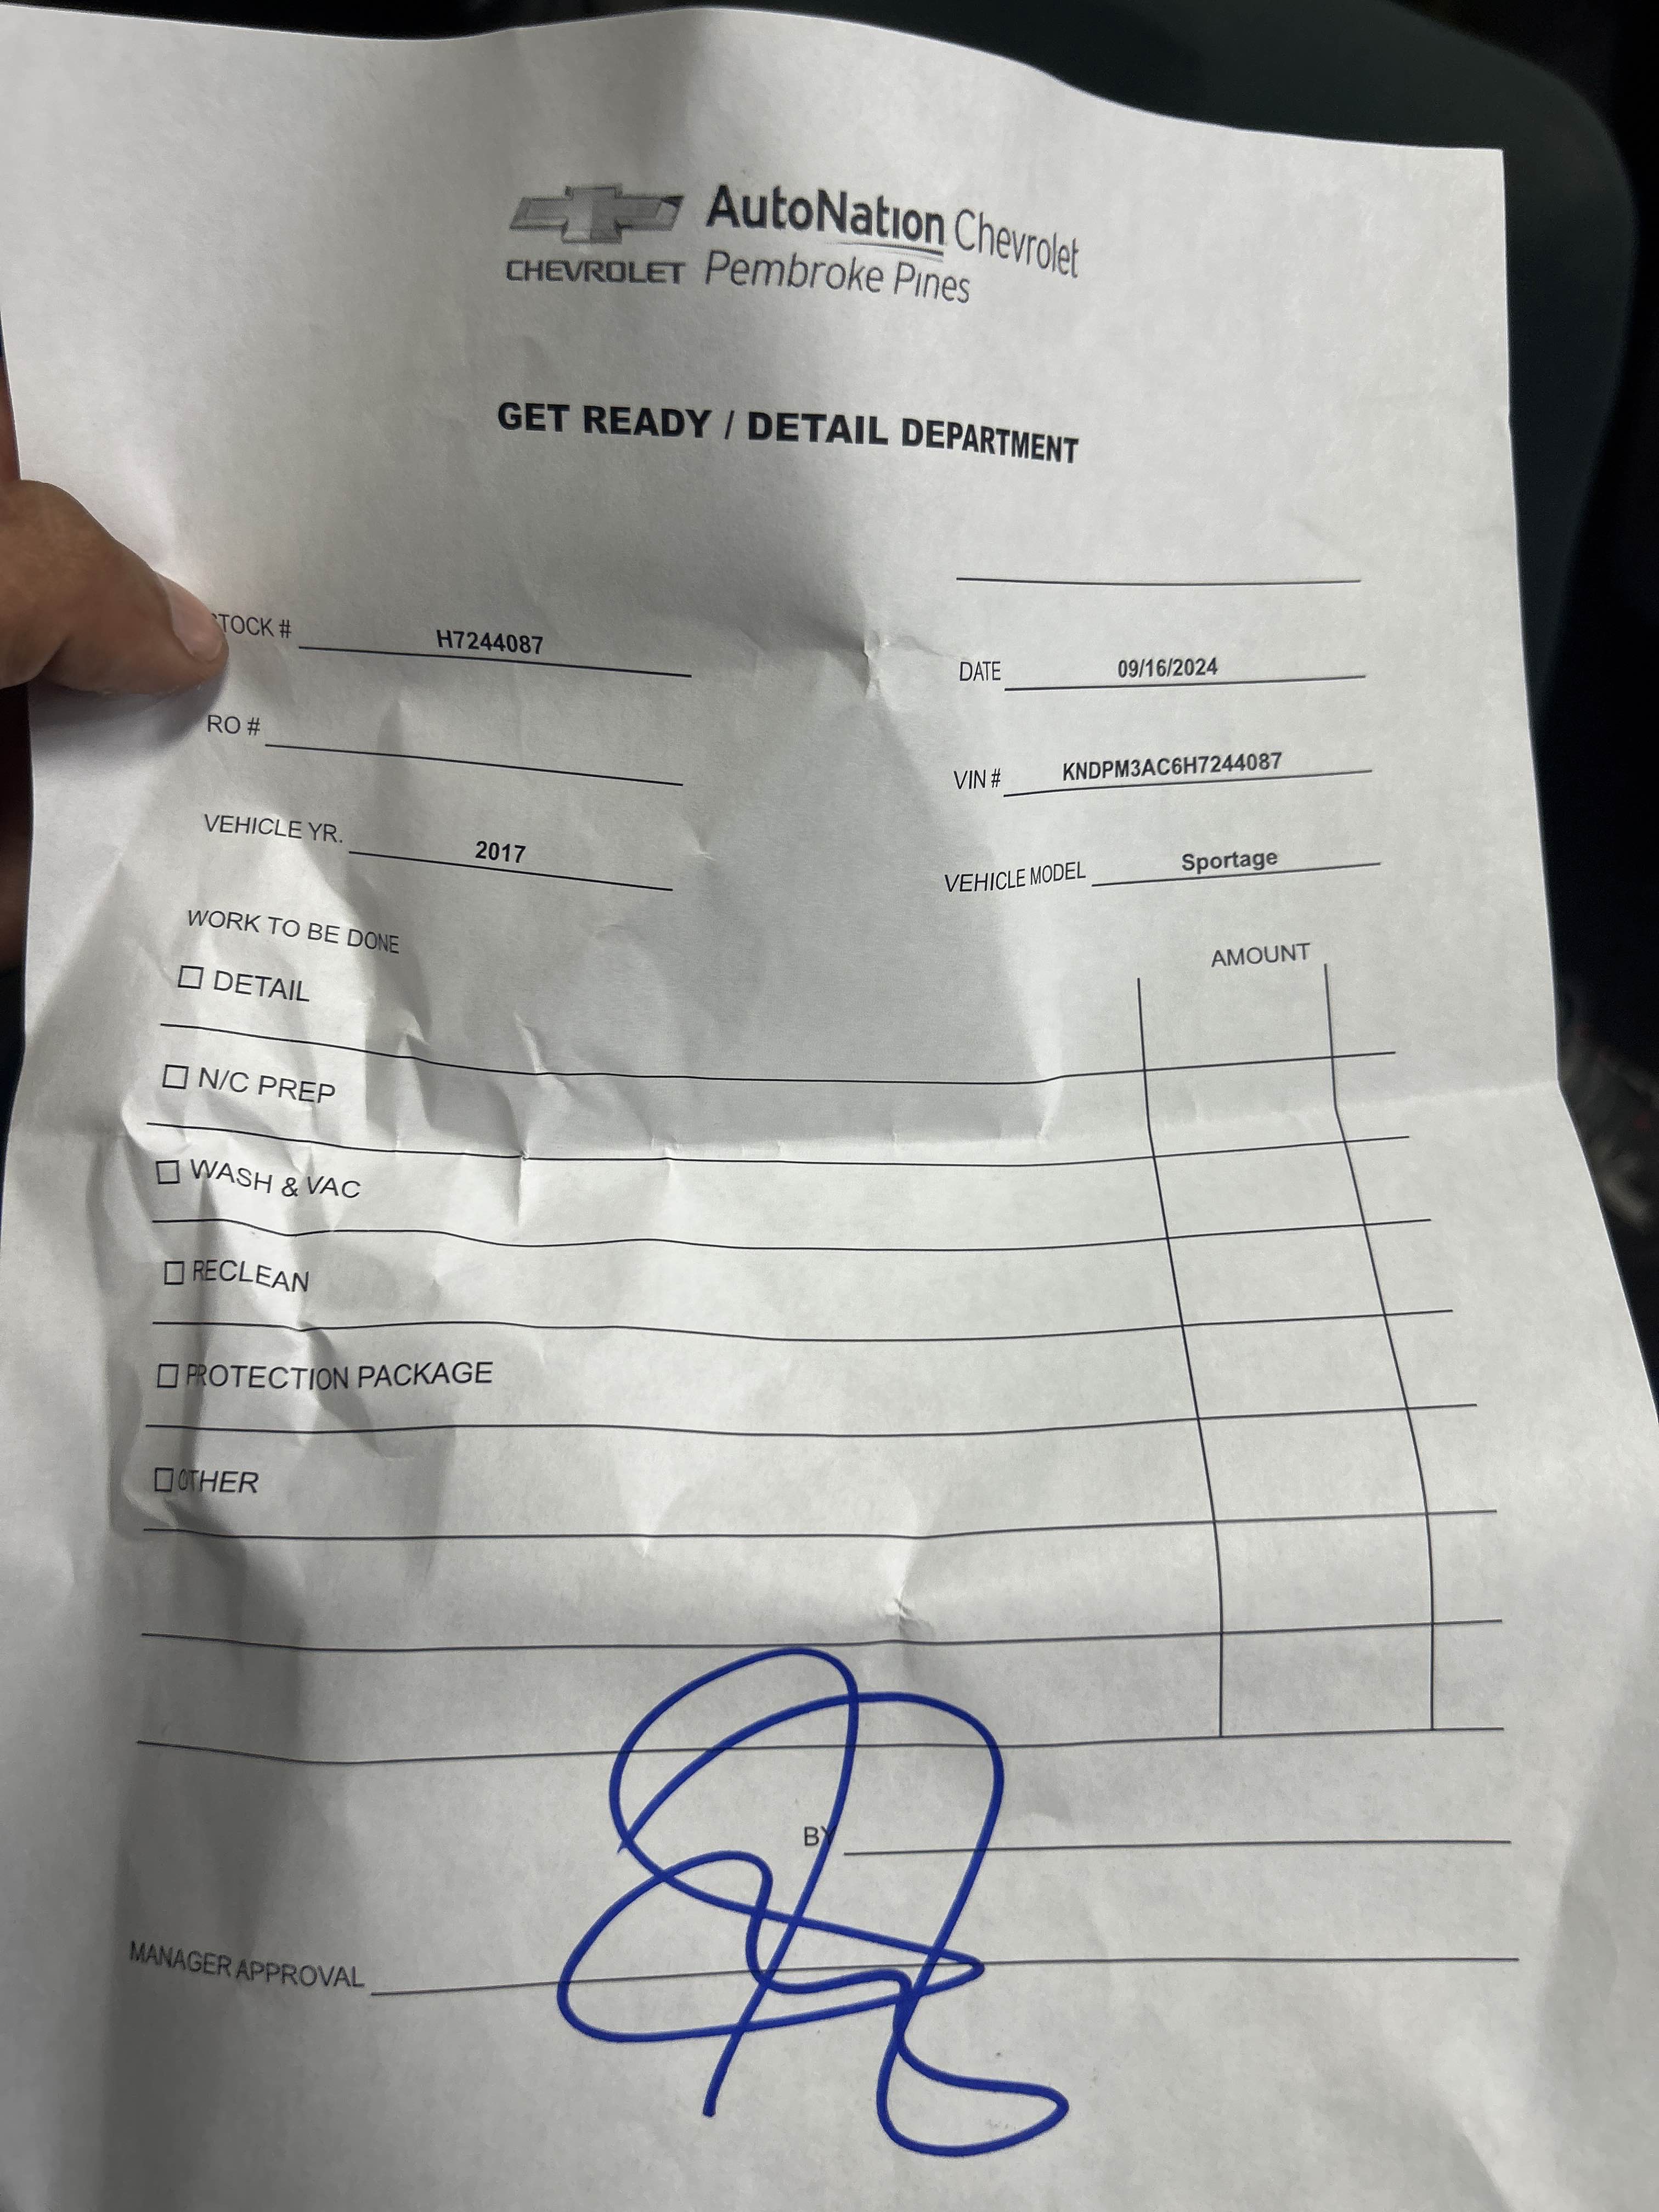 AutoNation Chevrolet
CHEVROLET Pembroke Pines
GET READY / DETAIL DEPARTMENT
STOCK # H7244087
DATE 09/16/2024
RO #
VIN # KNDPM3AC6H7244087
VEHICLE YR. 2017
VEHICLE MODEL Sportage
WORK TO BE DONE
AMOUNT
DETAIL
N/C PREP
WASH & VAC
RECLEAN
PROTECTION PACKAGE
OTHER
BY
MANAGER APPROVAL